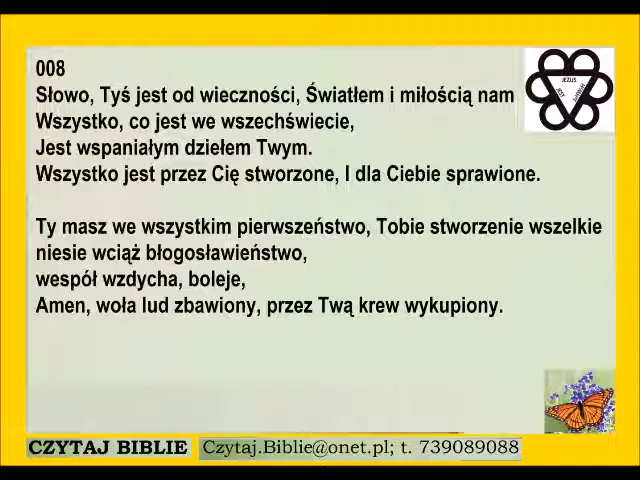 008
Słowo, Tyś jest od wieczności, Światłem i miłością nam
Wszystko, co jest we wszechświecie,
Jest wspaniałym dziełem Twym.
Wszystko jest przez Cię stworzone, I dla Ciebie sprawione.
Ty masz we wszystkim pierwszeństwo, Tobie stworzenie wszelkie
niesie wciąż błogosławieństwo,
wespół wzdycha, boleje,
Amen, woła lud zbawiony, przez Twą krew wykupiony.
JEZUS
JEST
CZYTAJ BIBLIE
Czytaj.Biblie@onet.pl; t. 739089088